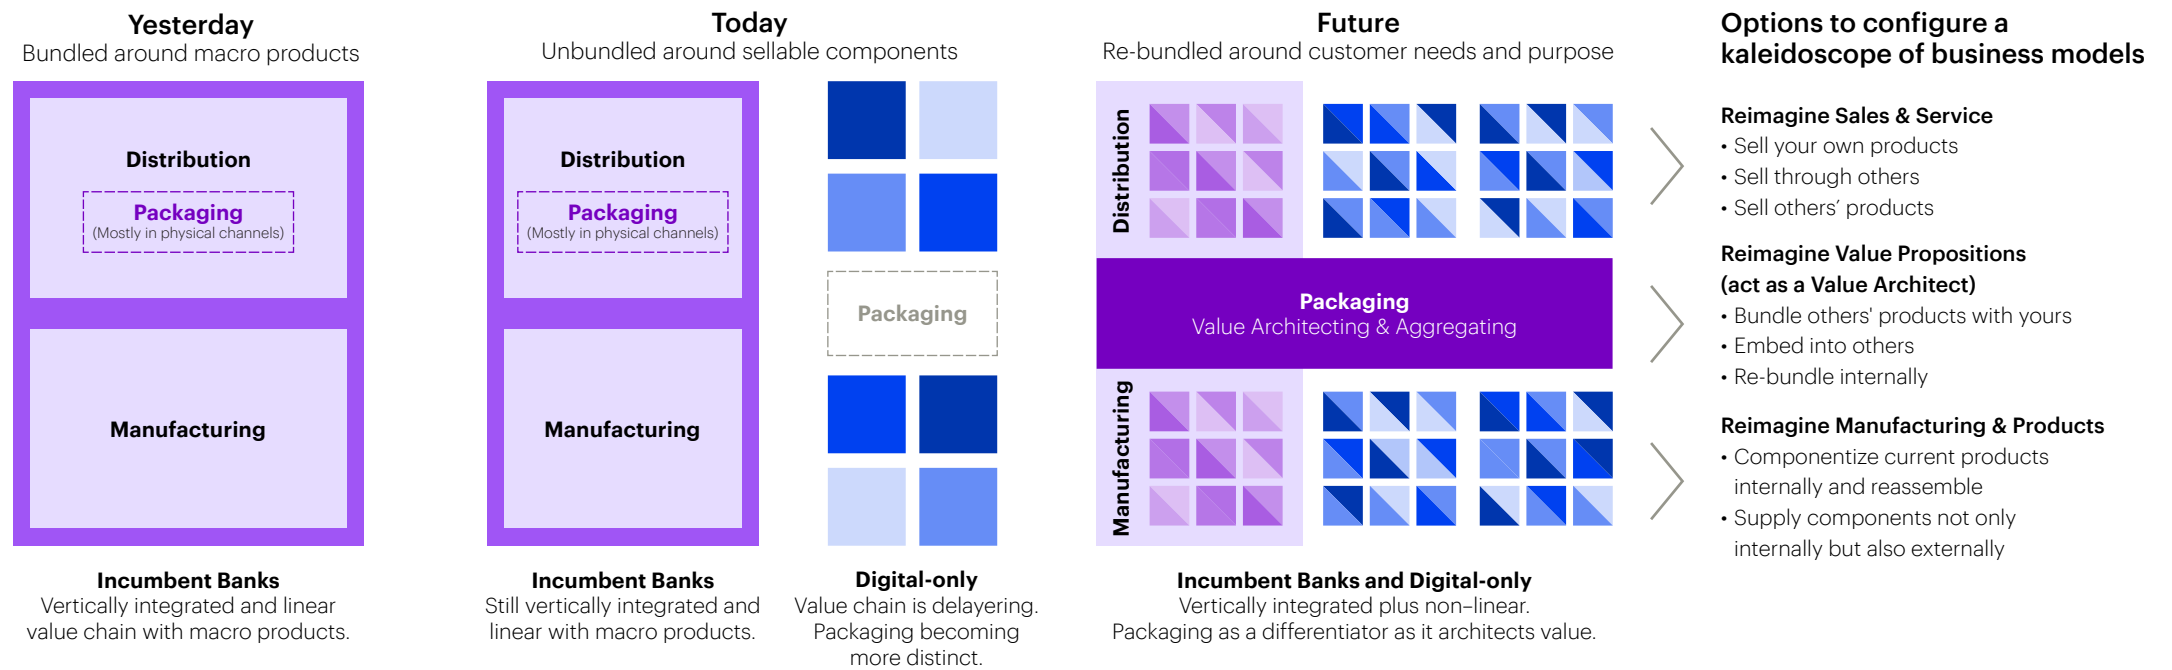 Yesterday
Bundled around macro products
Distribution
Packaging
(Mostly in physical channels)
Manufacturing
Incumbent Banks
Vertically integrated and linear
value chain with macro products.
Today
Unbundled around sellable components
Distribution
Packaging
(Mostly in physical channels)
Manufacturing
Incumbent Banks
Still vertically integrated and
linear with macro products.
Packaging
Digital-only
Value chain is delayering.
Packaging becoming
more distinct.
Future
Re-bundled around customer needs and purpose
Distribution
Packaging
Value Architecting & Aggregating
Manufacturing
Incumbent Banks and Digital-only
Vertically integrated plus non–linear.
Packaging as a differentiator as it architects value.
Options to configure a
kaleidoscope of business models
Reimagine Sales & Service
• Sell your own products
• Sell through others
• Sell others’ products
Reimagine Value Propositions
(act as a Value Architect)
• Bundle others' products with yours
• Embed into others
• Re-bundle internally
Reimagine Manufacturing & Products
• Componentize current products
internally and reassemble
• Supply components not only
internally but also externally